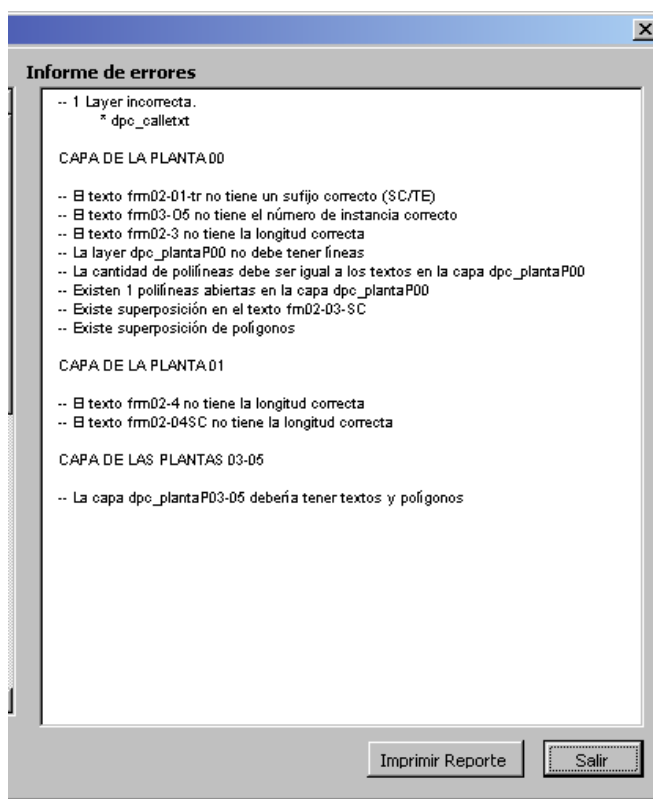 Informe de errores
-- 1 Layer incorrecta.
* dpc_calletxt
CAPA DE LA PLANTA 00
-- El texto frm02-01-tr no tiene un sufijo correcto (SC/TE)
-- El texto frm03-O5 no tiene el número de instancia correcto
-- El texto frm02-3 no tiene la longitud correcta
-- La layer dpc_plantaP00 no debe tener líneas
-- La cantidad de polilíneas debe ser igual a los textos en la capa dpc_plantaP00
-- Existen 1 polilíneas abiertas en la capa dpc_plantaP00
-- Existe superposición en el texto frm02-03-SC
-- Existe superposición de polígonos
CAPA DE LA PLANTA 01
-- El texto frm02-4 no tiene la longitud correcta
-- El texto frm02-04SC no tiene la longitud correcta
CAPA DE LAS PLANTAS 03-05
-- La capa dpc_plantaP03-05 debería tener textos y polígonos
Imprimir Reporte
Salir